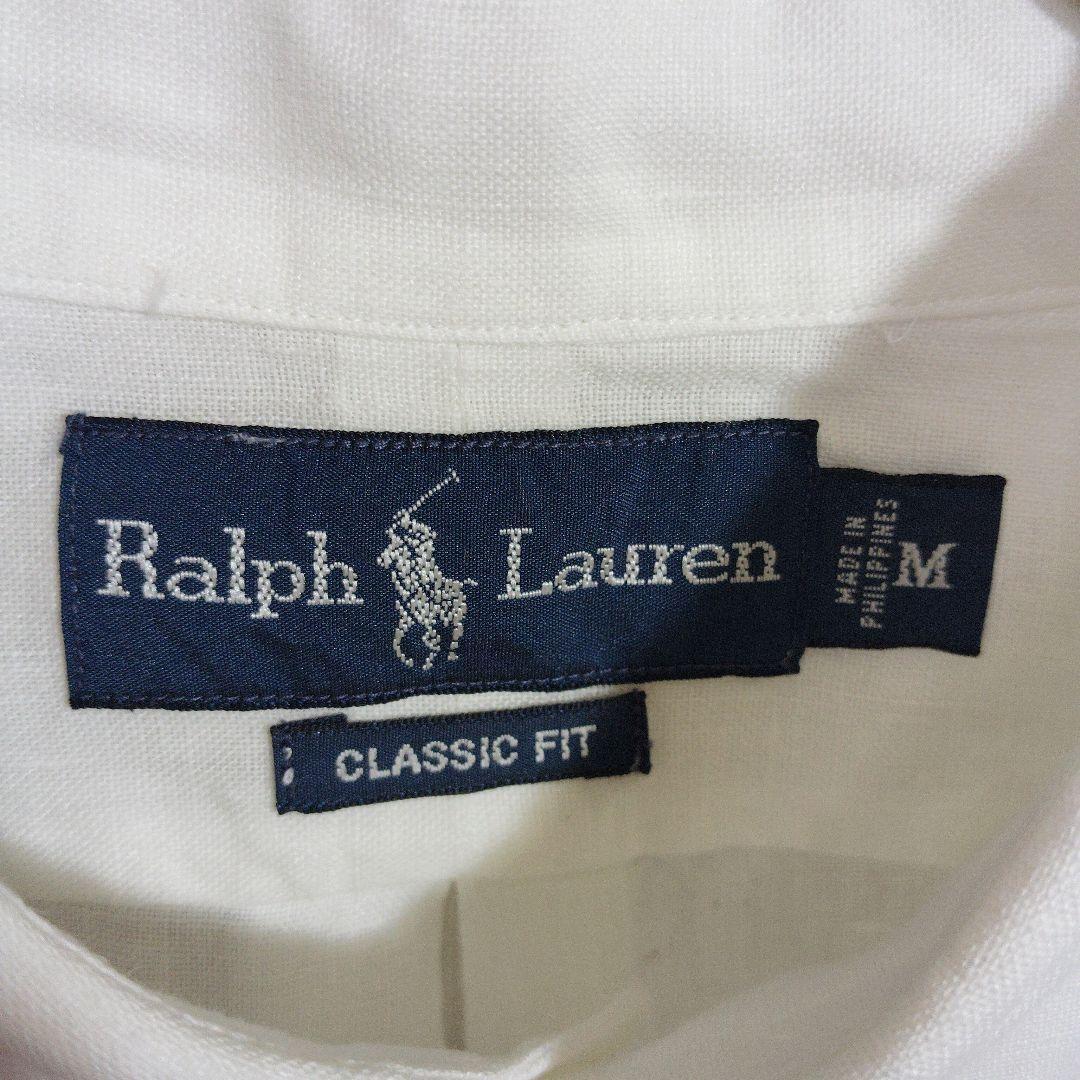 Ralph Lauren
MADE IN
PHILIPPINES
M
CLASSIC FIT